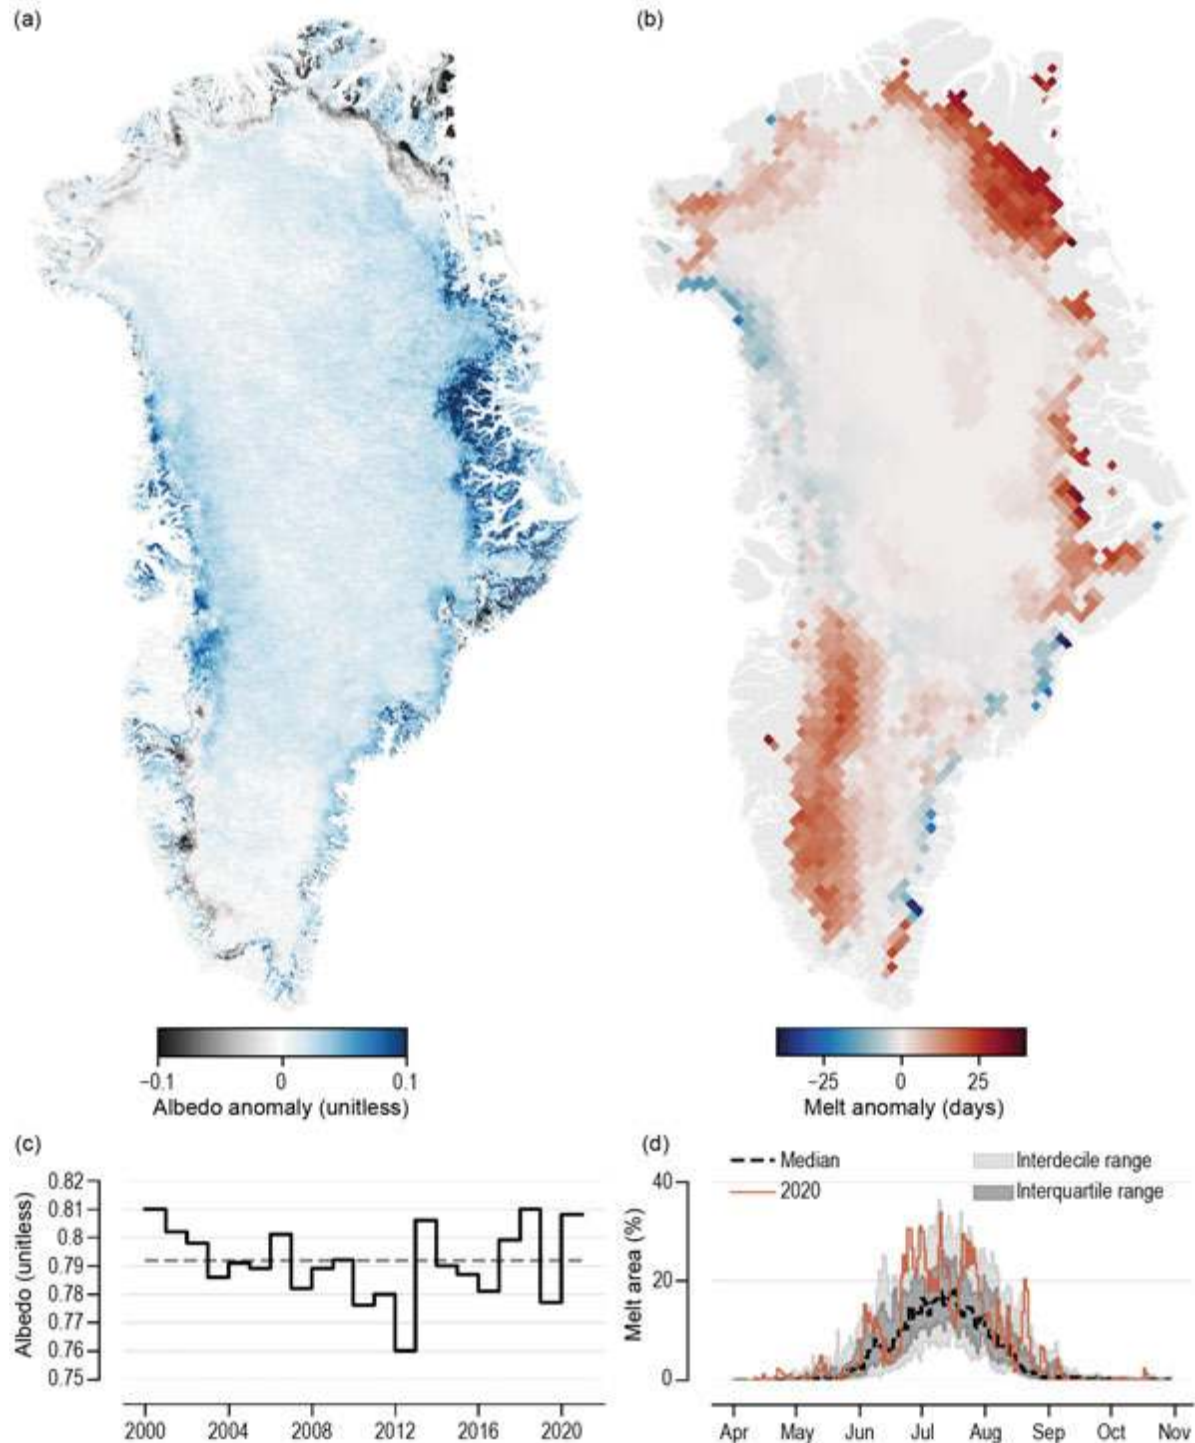 (a)
(b)
−0.1 0 0.1
Albedo anomaly (unitless)
−25 0 25
Melt anomaly (days)
(c)
0.82
0.81
0.8
0.79
0.78
0.77
0.76
0.75
Albedo (unitless)
2000 2004 2008 2012 2016 2020
(d)
Median
2020
Interdecile range
Interquartile range
40
20
0
Melt area (%)
Apr May Jun Jul Aug Sep Oct Nov